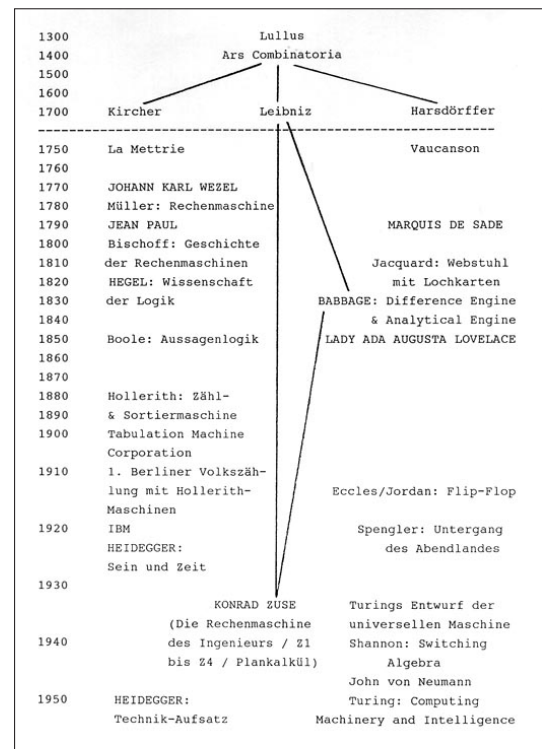 1300 Lullus
1400 Ars Combinatoria
1500
1600
1700 Kircher Leibniz Harsdörffer
1750 La Mettrie Vaucanson
1760
1770 JOHANN KARL WEZEL
1780 Müller: Rechenmaschine
1790 JEAN PAUL MARQUIS DE SADE
1800 Bischoff: Geschichte
1810 der Rechenmaschinen Jacquard: Webstuhl
1820 HEGEL: Wissenschaft mit Lochkarten
1830 der Logik BABBAGE: Difference Engine
1840 & Analytical Engine
1850 Boole: Aussagenlogik LADY ADA AUGUSTA LOVELACE
1860
1870
1880 Hollerith: Zähl-
1890 & Sortiermaschine
1900 Tabulation Machine
Corporation
1910 1. Berliner Volkszäh-
lung mit Hollerith- Eccles/Jordan: Flip-Flop
Maschinen
1920 IBM Spengler: Untergang
HEIDEGGER: des Abendlandes
Sein und Zeit
1930
KONRAD ZUSE Turings Entwurf der
(Die Rechenmaschine universellen Maschine
1940 des Ingenieurs / Z1 Shannon: Switching
bis Z4 / Plankalkül) Algebra
John von Neumann
1950 HEIDEGGER: Turing: Computing
Technik-Aufsatz Machinery and Intelligence